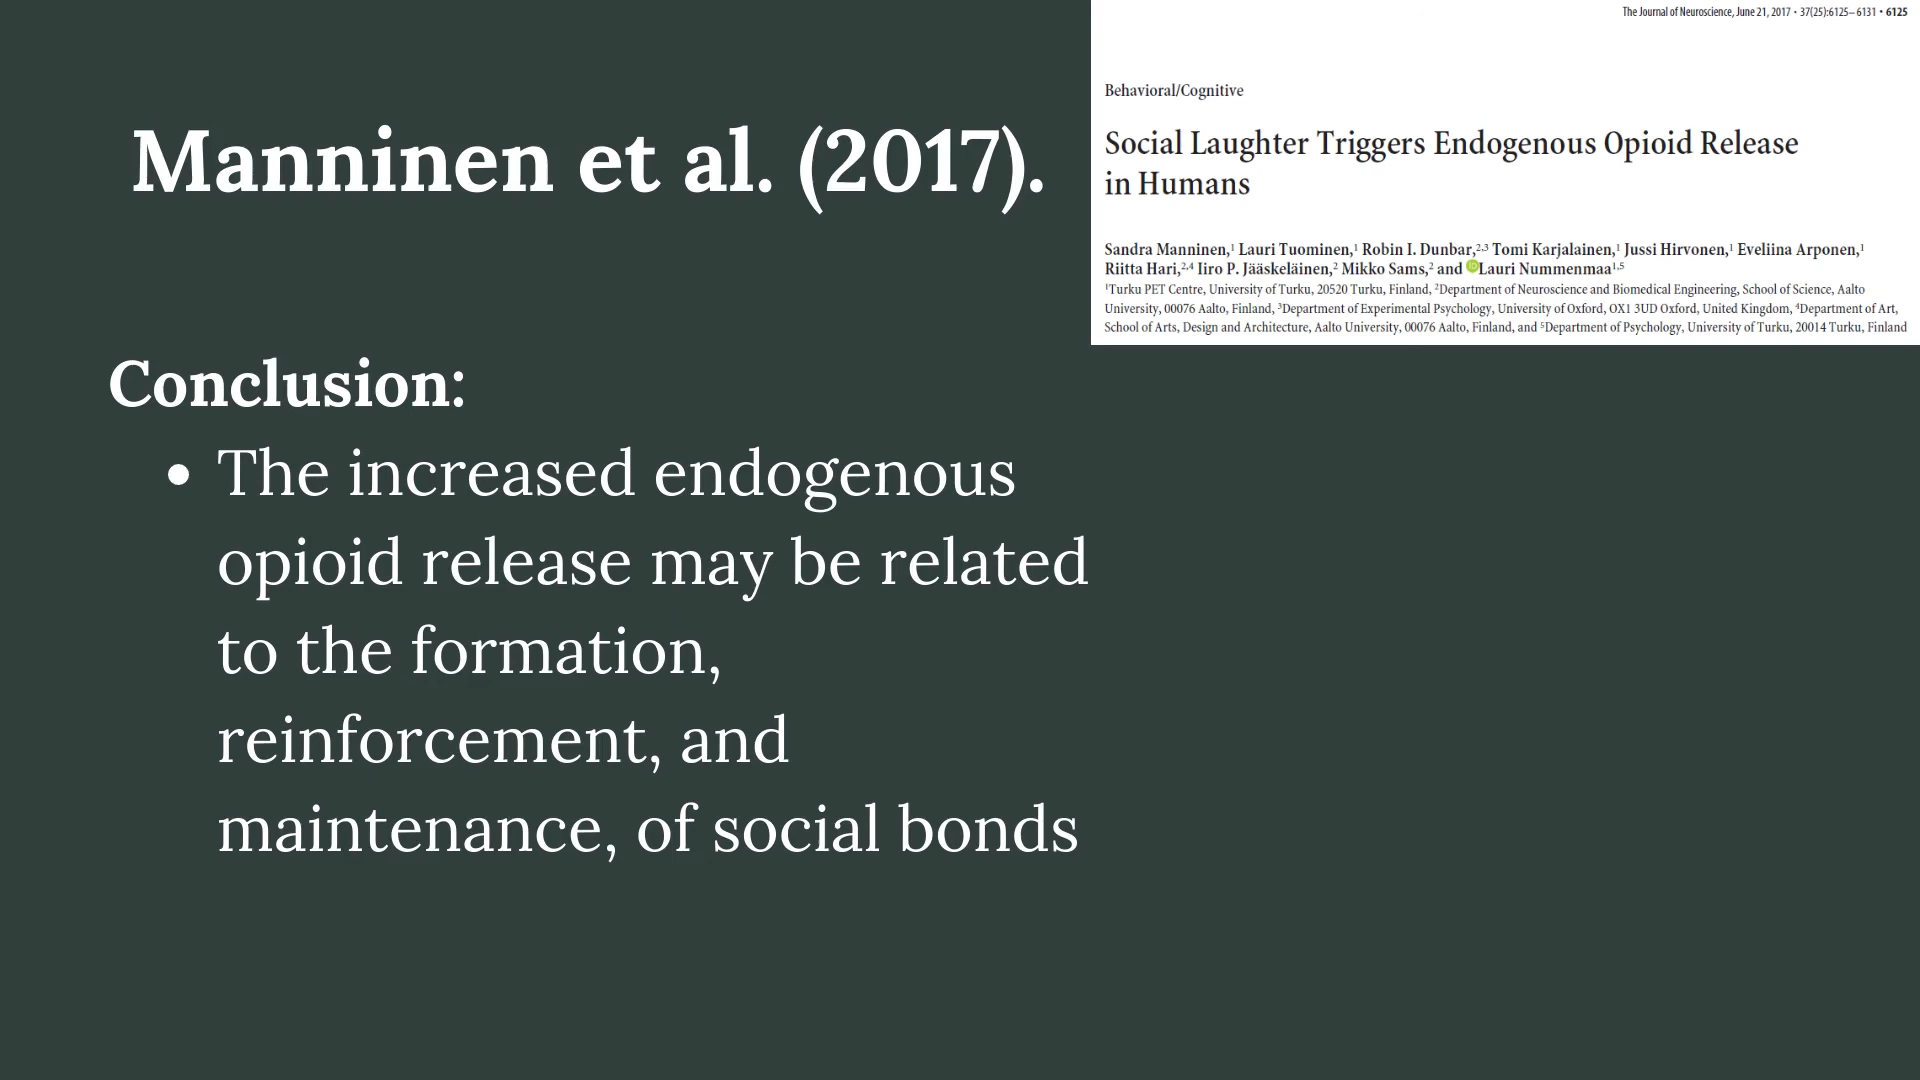 The Journal of Neuroscience, June 21, 2017 • 37(25):6125–6131 • 6125
Behavioral/Cognitive
Social Laughter Triggers Endogenous Opioid Release
in Humans
Sandra Manninen,¹ Lauri Tuominen,¹ Robin I. Dunbar,²,³ Tomi Karjalainen,¹ Jussi Hirvonen,¹ Eveliina Arponen,¹
Riitta Hari,²,⁴ Iiro P. Jääskeläinen,² Mikko Sams,² and Lauri Nummenmaa¹,⁵
¹Turku PET Centre, University of Turku, 20520 Turku, Finland, ²Department of Neuroscience and Biomedical Engineering, School of Science, Aalto
University, 00076 Aalto, Finland, ³Department of Experimental Psychology, University of Oxford, OX1 3UD Oxford, United Kingdom, ⁴Department of Art,
School of Arts, Design and Architecture, Aalto University, 00076 Aalto, Finland, and ⁵Department of Psychology, University of Turku, 20014 Turku, Finland
Manninen et al. (2017).
Conclusion:
• The increased endogenous
opioid release may be related
to the formation,
reinforcement, and
maintenance, of social bonds